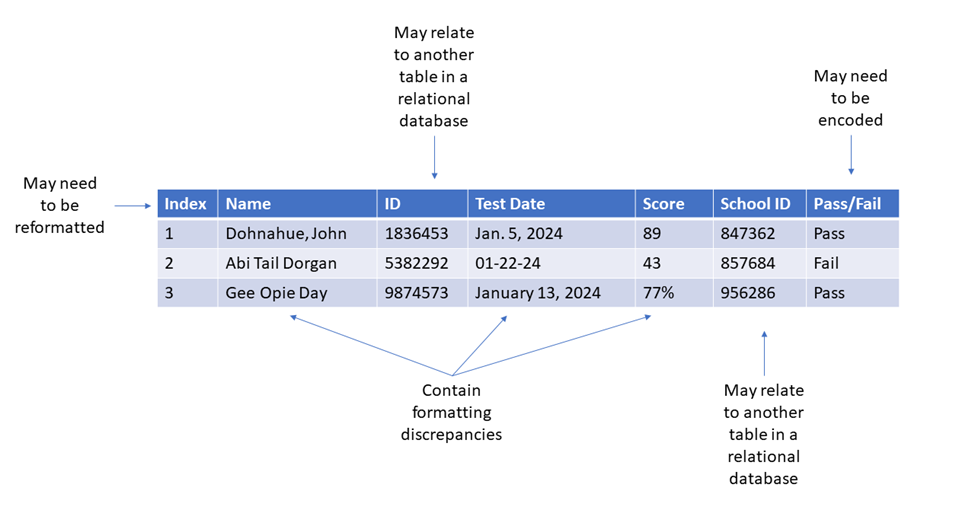 May relate
to another
table in a
relational
database
May need
to be
encoded
May need
to be
reformatted
Index Name ID Test Date Score School ID Pass/Fail
1 Dohnahue, John 1836453 Jan. 5, 2024 89 847362 Pass
2 Abi Tail Dorgan 5382292 01-22-24 43 857684 Fail
3 Gee Opie Day 9874573 January 13, 2024 77% 956286 Pass
Contain
formatting
discrepancies
May relate
to another
table in a
relational
database